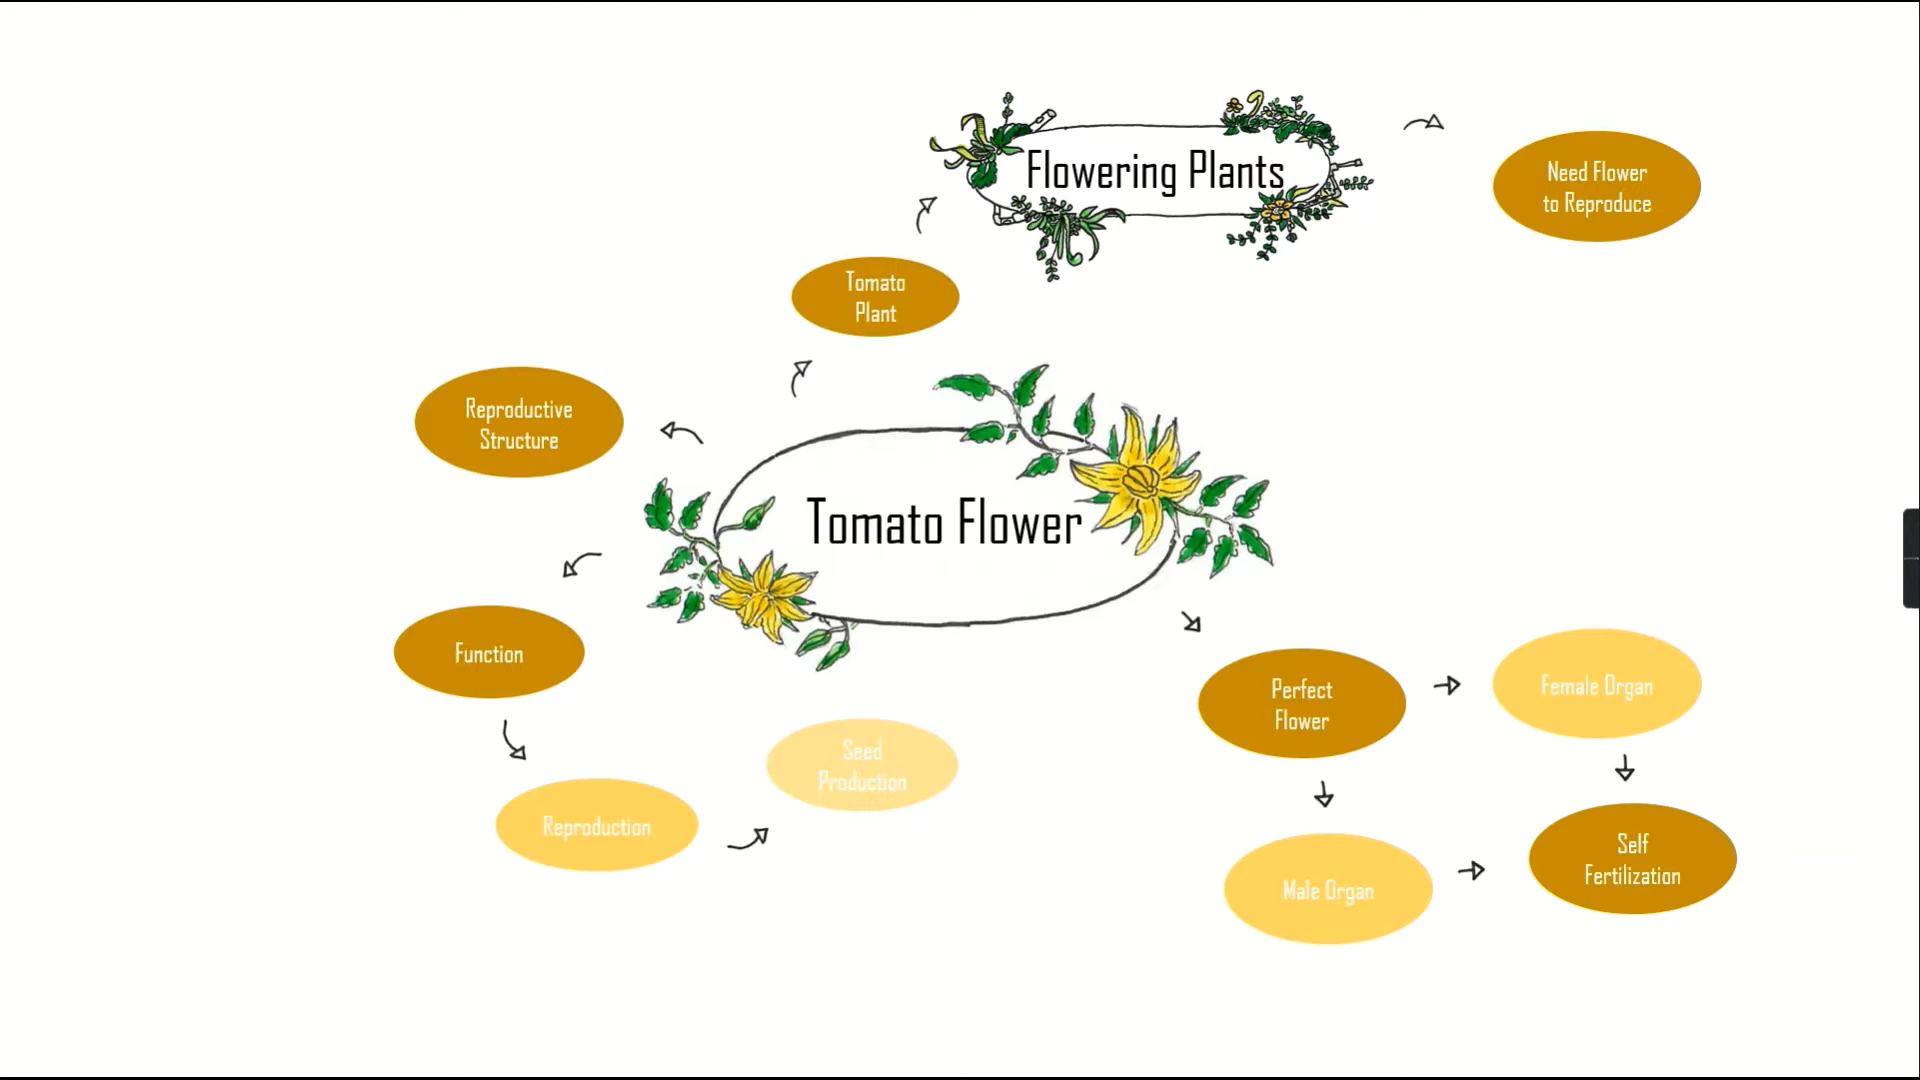 Flowering Plants
Need Flower
to Reproduce
Tomato
Plant
Reproductive
Structure
Tomato Flower
Function
Perfect
Flower
Female Organ
Seed
Production
Reproduction
Self
Fertilization
Male Organ